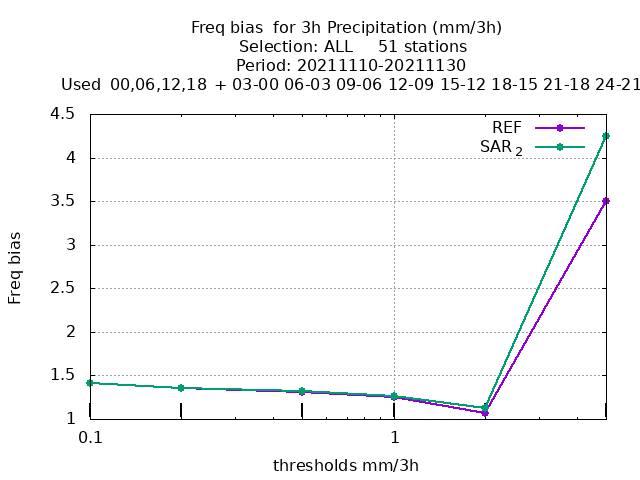 Freq bias  for 3h Precipitation (mm/3h)
Selection: ALL     51 stations
Period: 20211110-20211130
Used  00,06,12,18  + 03-00 06-03 09-06 12-09 15-12 18-15 21-18 24-21
4.5
REF
SAR 2
4
3.5
3
2.5
2
1.5
1
Freq bias
0.1
1
thresholds mm/3h